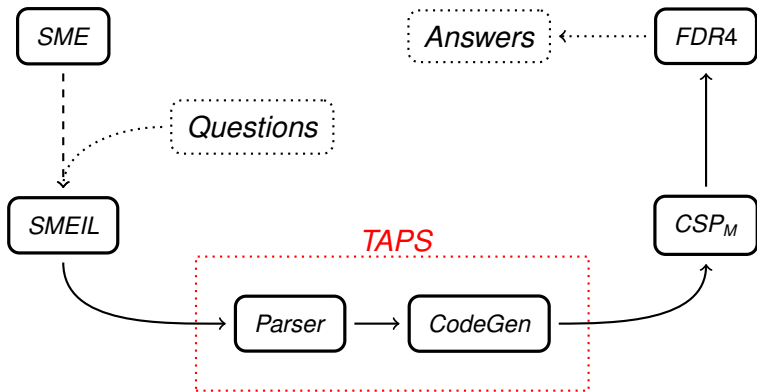 SME
Answers
FDR4
Questions
SMEIL
CSP_M
TAPS
Parser
CodeGen